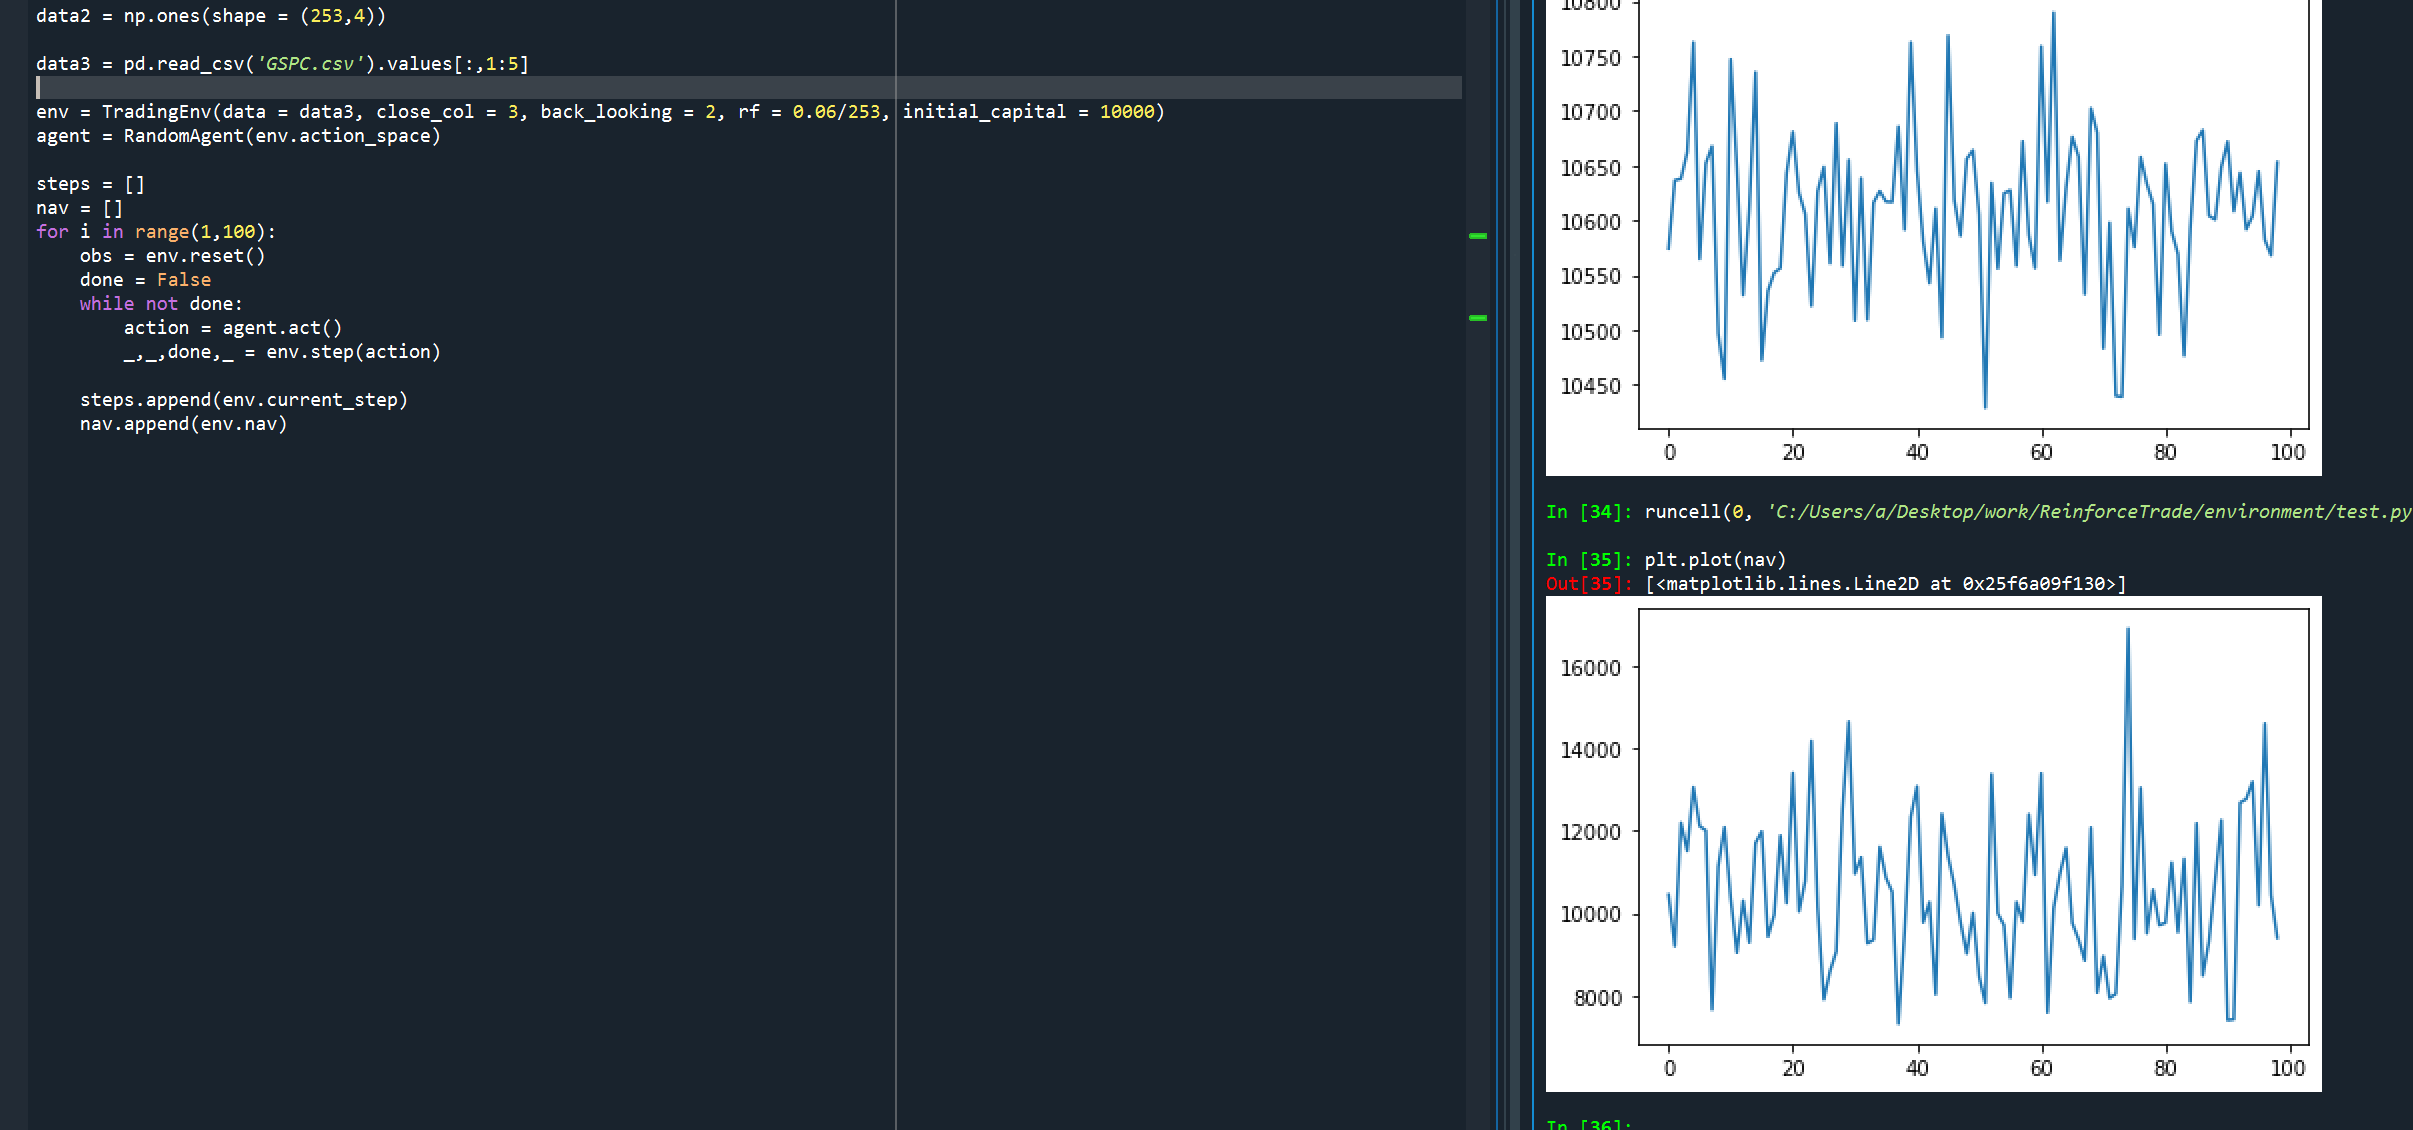 data2 = np.ones(shape = (253,4))
data3 = pd.read_csv('GSPC.csv').values[:,1:5]
env = TradingEnv(data = data3, close_col = 3, back_looking = 2, rf = 0.06/253, initial_capital = 10000)
agent = RandomAgent(env.action_space)
steps = []
nav = []
for i in range(1,100):
    obs = env.reset()
    done = False
    while not done:
        action = agent.act()
        _,_,done,_ = env.step(action)
    steps.append(env.current_step)
    nav.append(env.nav)
10800
10750
10700
10650
10600
10550
10500
10450
0 20 40 60 80 100
In [34]: runcell(0, 'C:/Users/a/Desktop/work/ReinforceTrade/environment/test.py
In [35]: plt.plot(nav)
Out[35]: [<matplotlib.lines.Line2D at 0x25f6a09f130>]
16000
14000
12000
10000
8000
0 20 40 60 80 100
In [36]: